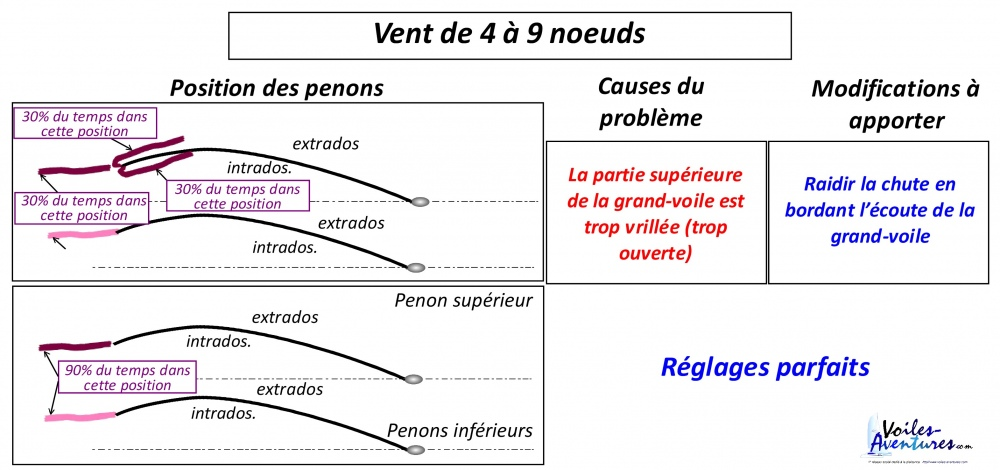 Vent de 4 à 9 noeuds
Position des penons
Causes du
problème
Modifications à
apporter
30% du temps dans
cette position
extrados
intrados.
30% du temps dans
cette position
30% du temps dans
cette position
extrados
intrados.
La partie supérieure
de la grand-voile est
trop vrillée (trop
ouverte)
Raidir la chute en
bordant l’écoute de la
grand-voile
Penon supérieur
extrados
intrados.
90% du temps dans
cette position
extrados
intrados.
Penons inférieurs
Réglages parfaits
Voiles-
Aventures.com